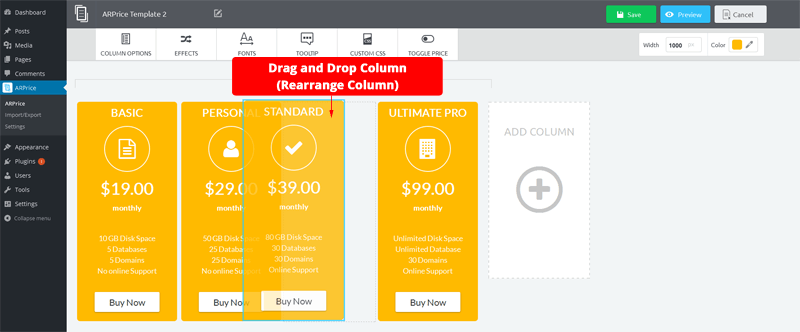 Dashboard
Posts
Media
Pages
Comments
ARPrice
ARPrice
Import/Export
Settings
Appearance
Plugins
Users
Tools
Settings
Collapse menu
ARPrice Template 2
Save
Preview
Cancel
COLUMN OPTIONS
EFFECTS
FONTS
TOOLTIP
CUSTOM CSS
TOGGLE PRICE
Width 1000 px Color
Drag and Drop Column
(Rearrange Column)
BASIC
$19.00
monthly
10 GB Disk Space
5 Databases
5 Domains
No online Support
Buy Now
PERSONAL
$29.00
monthly
50 GB Disk Space
25 Databases
25 Domains
No online Support
Buy Now
STANDARD
$39.00
monthly
80 GB Disk Space
30 Databases
30 Domains
Online Support
Buy Now
ULTIMATE PRO
$99.00
monthly
Unlimited Disk Space
Unlimited Database
30 Domains
Online Support
Buy Now
ADD COLUMN